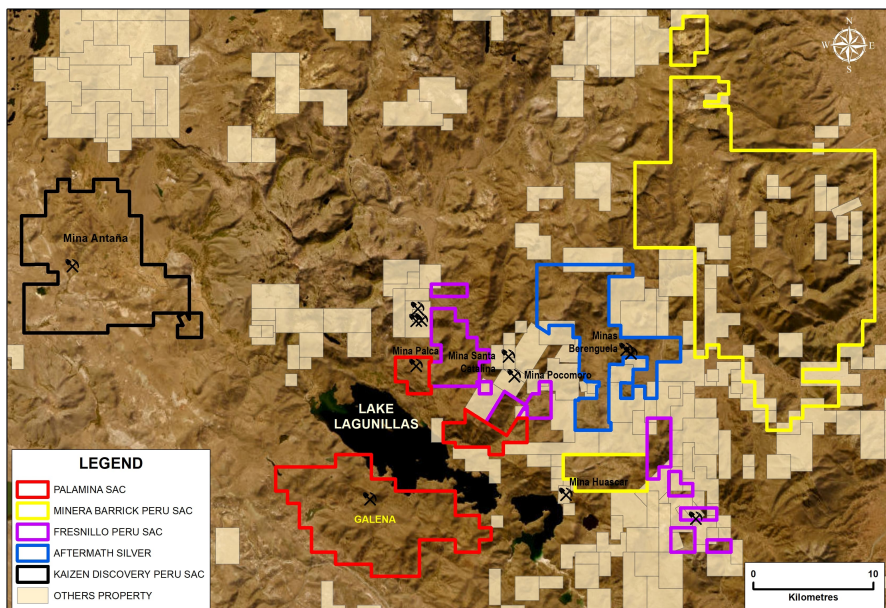 N
W E
S
Mina Antaña
Mina Palca
Mina Santa
Catalina
Mina Pocomoro
Minas
Berenguela
LAKE
LAGUNILLAS
Mina Huascar
GALENA
LEGEND
PALAMINA SAC
MINERA BARRICK PERU SAC
FRESNILLO PERU SAC
AFTERMATH SILVER
KAIZEN DISCOVERY PERU SAC
OTHERS PROPERTY
0 10
Kilometres